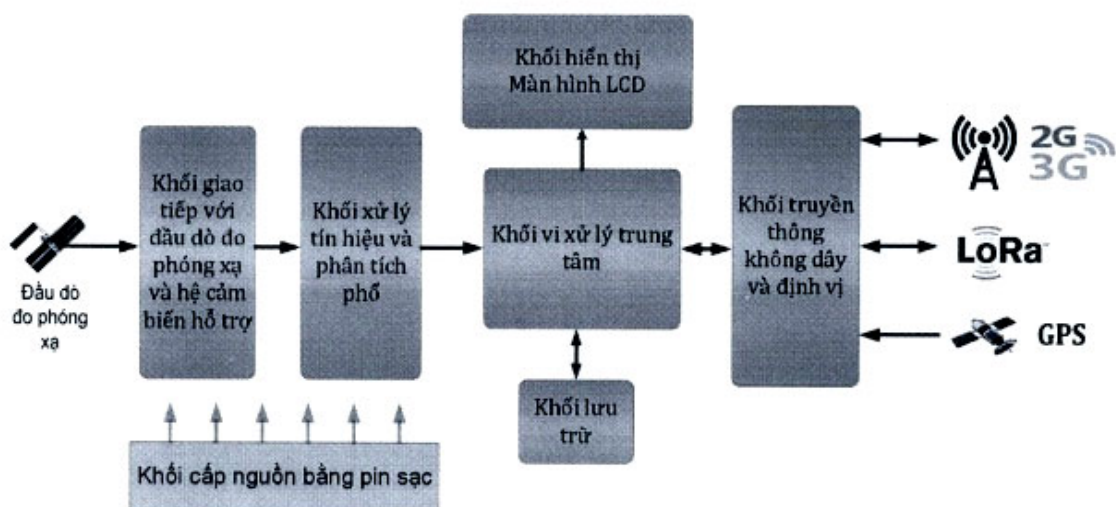 Khối hiển thị
Màn hình LCD
Khối giao
tiếp với
đầu dò đo
phóng xạ
và hệ cảm
biến hỗ trợ
Khối xử lý
tín hiệu và
phân tích
phổ
Khối vi xử lý trung
tâm
Khối truyền
thông
không dây
và định vị
2G
3G
LoRa
GPS
Đầu dò
đo phóng
xạ
Khối lưu
trữ
Khối cấp nguồn bằng pin sạc